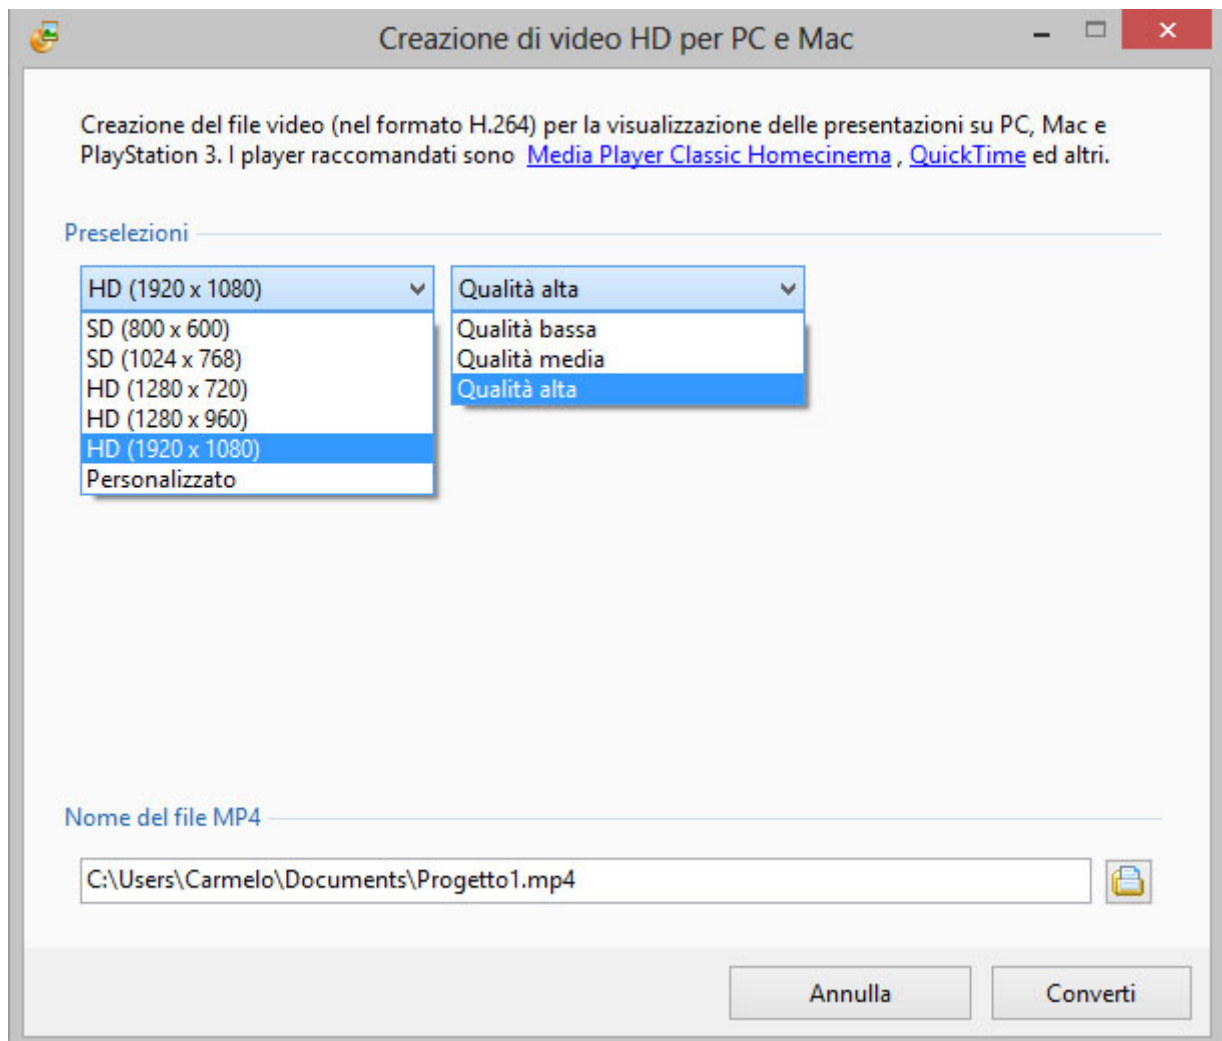 Creazione di video HD per PC e Mac
Creazione del file video (nel formato H.264) per la visualizzazione delle presentazioni su PC, Mac e
PlayStation 3. I player raccomandati sono  Media Player Classic Homecinema , QuickTime ed altri.
Preselezioni
HD (1920 x 1080)
SD (800 x 600)
SD (1024 x 768)
HD (1280 x 720)
HD (1280 x 960)
HD (1920 x 1080)
Personalizzato
Qualità alta
Qualità bassa
Qualità media
Qualità alta
Nome del file MP4
C:\Users\Carmelo\Documents\Progetto1.mp4
Annulla
Converti